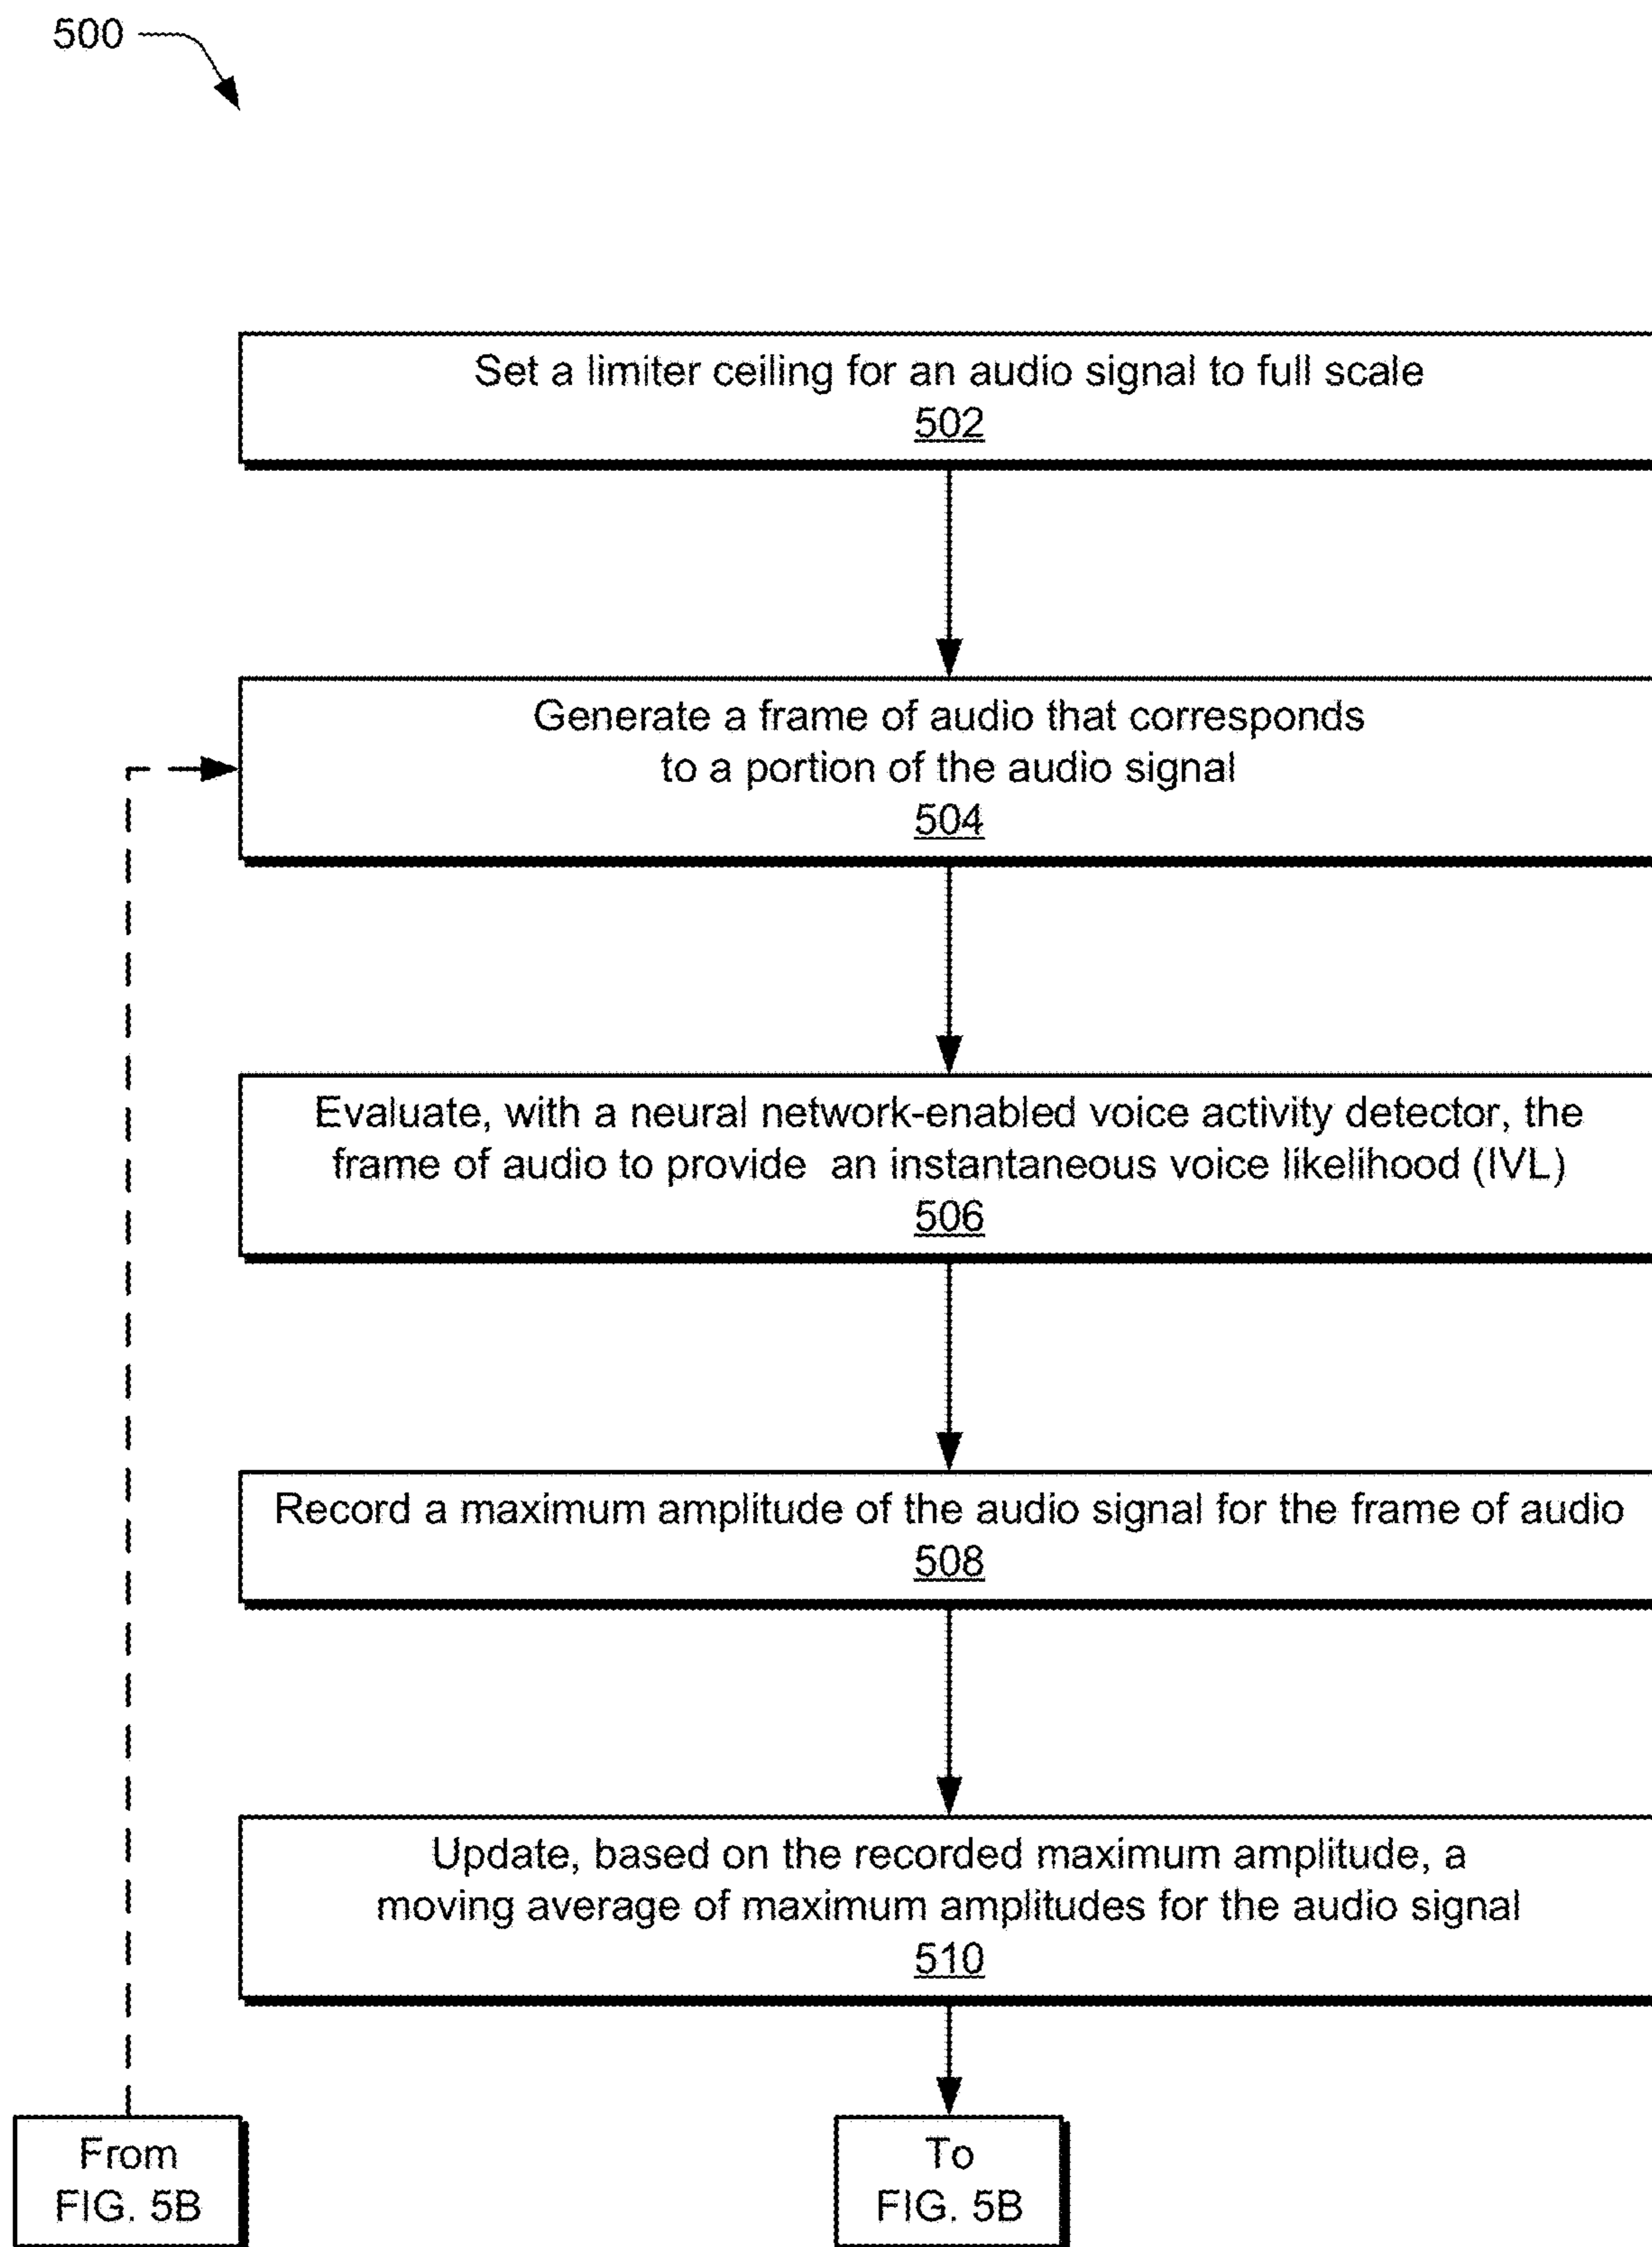 500
Set a limiter ceiling for an audio signal to full scale
502
Generate a frame of audio that corresponds
to a portion of the audio signal
504
Evaluate, with a neural network-enabled voice activity detector, the
frame of audio to provide an instantaneous voice likelihood (IVL)
506
Record a maximum amplitude of the audio signal for the frame of audio
508
Update, based on the recorded maximum amplitude, a
moving average of maximum amplitudes for the audio signal
510
From
FIG. 5B
To
FIG. 5B